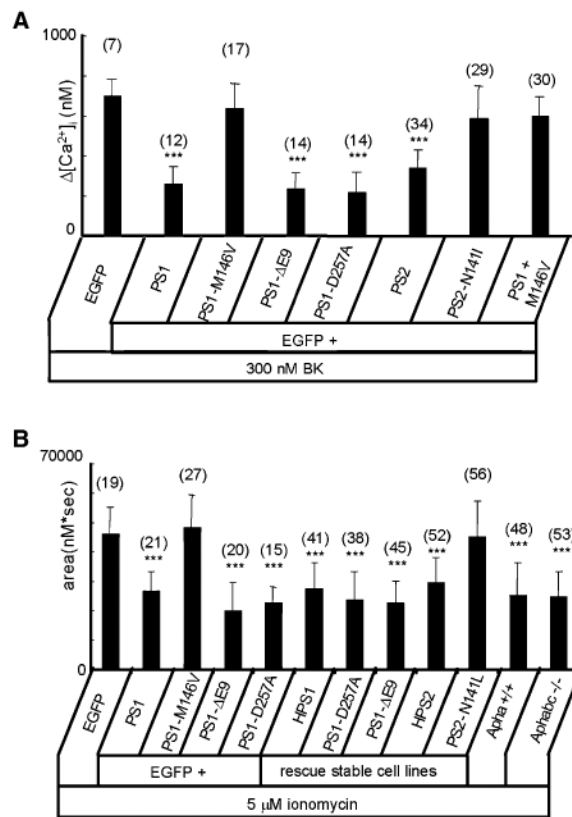 A
1000
Δ[Ca²⁺]ᵢ (nM)
0
(7)
(12)
***
(17)
(14)
***
(14)
***
(34)
***
(29)
(30)
EGFP
PS1
PS1-M146V
PS1-ΔE9
PS1-D257A
PS2
PS2-N141I
PS1 +
M146V
EGFP +
300 nM BK
B
70000
area(nM*sec)
0
(19)
(21)
***
(27)
(20)
***
(15)
***
(41)
***
(38)
***
(45)
***
(52)
***
(56)
(48)
***
(53)
***
EGFP
PS1
PS1-M146V
PS1-ΔE9
PS1-D257A
HPS1
PS1-D257A
PS1-ΔE9
HPS2
PS2-N141L
Apha +/+
Aphabc -/-
EGFP +
rescue stable cell lines
5 μM ionomycin